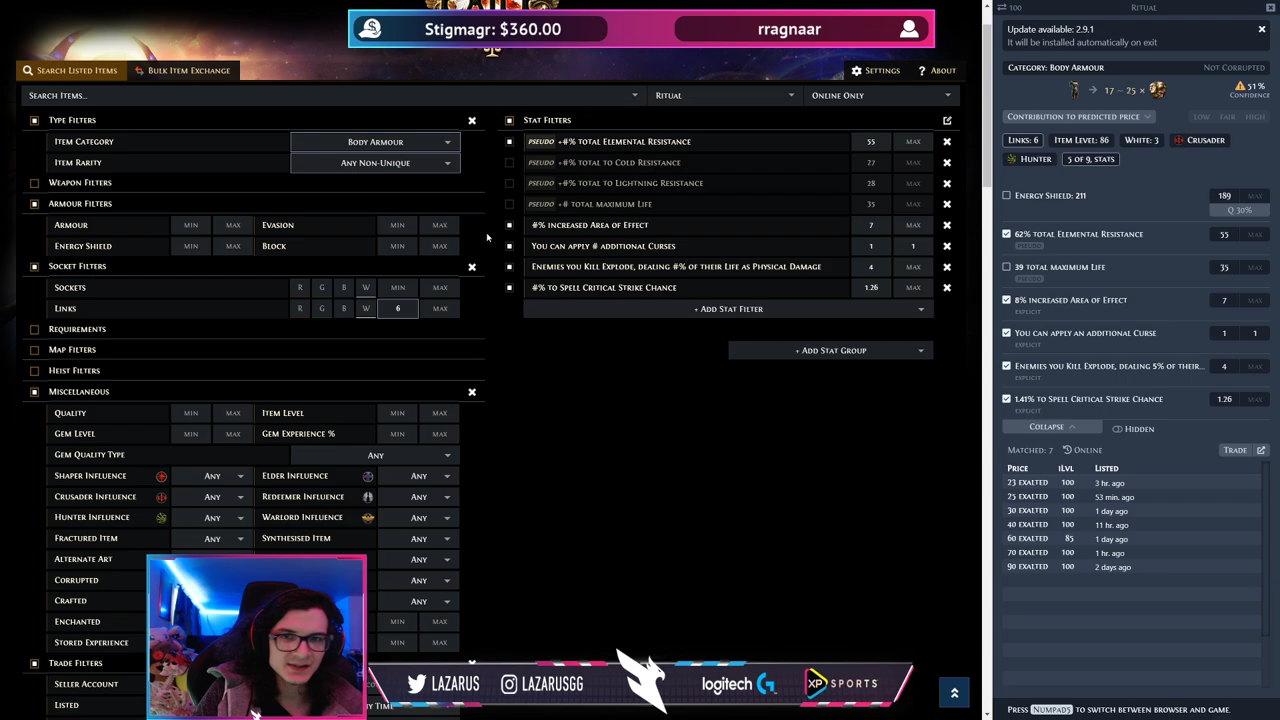 Stigmagr: $360.00
rragnaar
Search Listed Items
Bulk Item Exchange
Settings
? About
Search Items...
Ritual
Online Only
Type Filters
Item Category Body Armour
Item Rarity Any Non-Unique
Weapon Filters
Armour Filters
Armour MIN MAX Evasion MIN MAX
Energy Shield MIN MAX Block MIN MAX
Socket Filters
Sockets R G B W MIN MAX
Links R G B W 6 MAX
Requirements
Map Filters
Heist Filters
Miscellaneous
Quality MIN MAX Item Level MIN MAX
Gem Level MIN MAX Gem Experience % MIN MAX
Gem Quality Type Any
Shaper Influence Any Elder Influence Any
Crusader Influence Any Redeemer Influence Any
Hunter Influence Any Warlord Influence Any
Fractured Item Any Synthesised Item Any
Alternate Art Any
Corrupted Any
Crafted Any
Enchanted MIN MAX
Stored Experience MIN MAX
Trade Filters
Seller Account
Listed
Stat Filters
PSEUDO +#% total Elemental Resistance 55 MAX
PSEUDO +#% total to Cold Resistance 27 MAX
PSEUDO +#% total to Lightning Resistance 28 MAX
PSEUDO +# total maximum Life 35 MAX
#% increased Area of Effect 7 MAX
You can apply # additional Curses 1 1
Enemies you Kill Explode, dealing #% of their Life as Physical Damage 4 MAX
#% to Spell Critical Strike Chance 1.26 MAX
+ Add Stat Filter
+ Add Stat Group
LAZARUS
LAZARUSGG
logitech G
XP SPORTS
100
Ritual
Update available: 2.9.1
It will be installed automatically on exit
Category: Body Armour Not Corrupted
→ 17 ~ 25 ×
51 %
Confidence
Contribution to predicted price Low Fair High
Links: 6 Item Level: 86 White: 3 Crusader
Hunter 5 of 9, stats
Energy Shield: 211 189 MAX
Q 30%
62% total Elemental Resistance 55 MAX
PSEUDO
39 total maximum Life 35 MAX
PSEUDO
8% increased Area of Effect 7 MAX
EXPLICIT
You can apply an additional Curse 1 1
EXPLICIT
Enemies you Kill Explode, dealing 5% of their... 4 MAX
EXPLICIT
1.41% to Spell Critical Strike Chance 1.26 MAX
EXPLICIT
Collapse Hidden
Matched: 7 Online Trade
Price iLvl Listed
23 exalted 100 3 hr. ago
25 exalted 100 53 min. ago
30 exalted 100 1 day ago
40 exalted 100 11 hr. ago
60 exalted 85 1 day ago
70 exalted 100 1 hr. ago
90 exalted 100 2 days ago
Press Numpad5 to switch between browser and game.